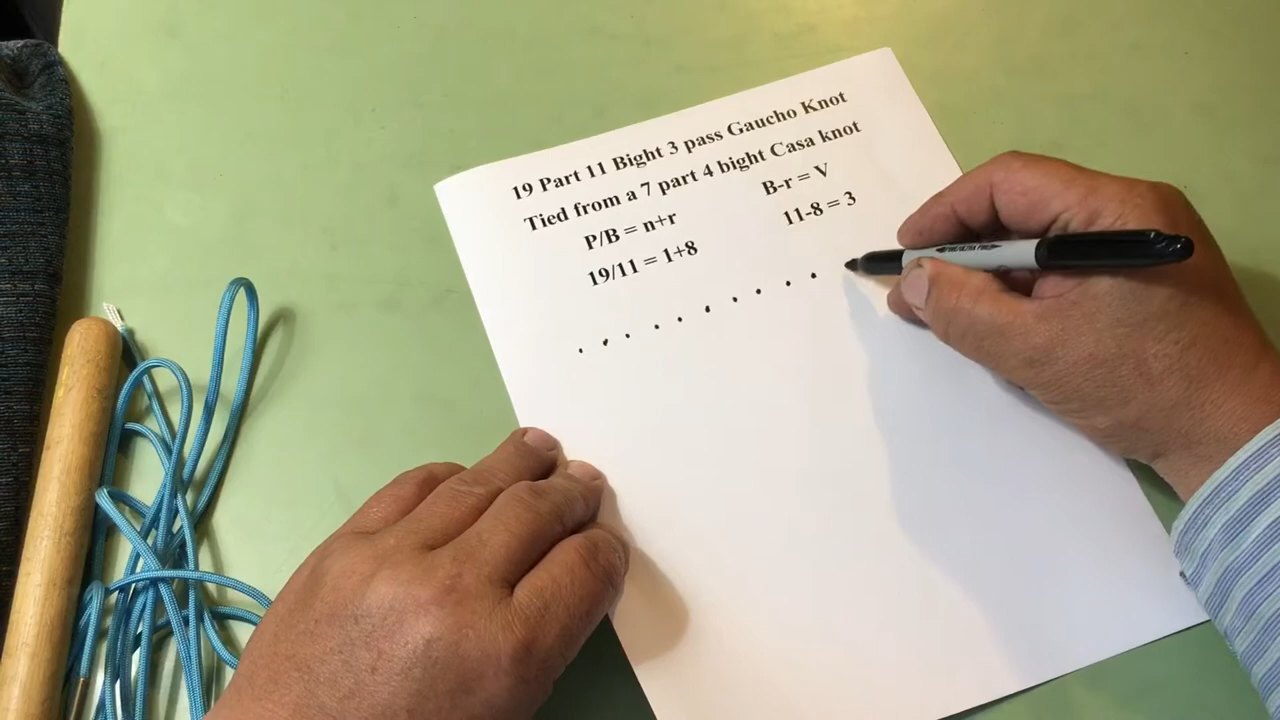 19 Part 11 Bight 3 pass Gaucho Knot
Tied from a 7 part 4 bight Casa knot
P/B = n+r
B-r = V
19/11 = 1+8
11-8 = 3